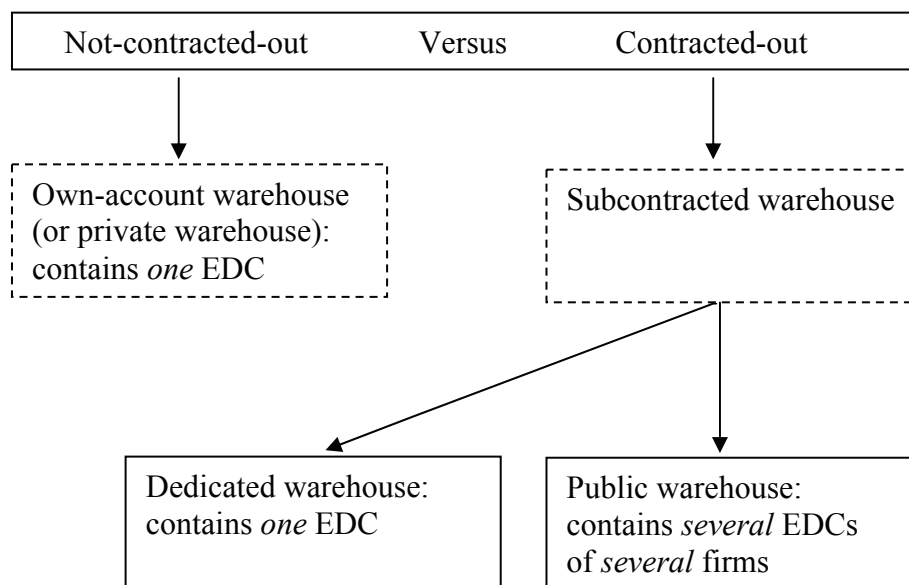 Not-contracted-out Versus Contracted-out
Own-account warehouse
(or private warehouse):
contains one EDC
Subcontracted warehouse
Dedicated warehouse:
contains one EDC
Public warehouse:
contains several EDCs
of several firms